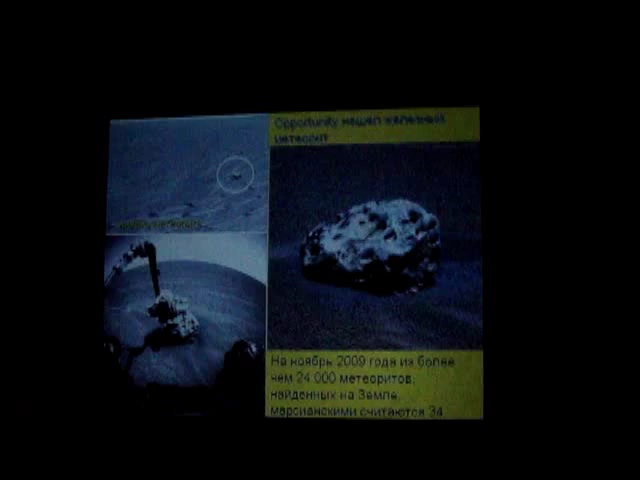 Opportunity нашел железный
метеорит
На ноябрь 2009 года из более
чем 24 000 метеоритов,
найденных на Земле,
марсианскими считаются 34